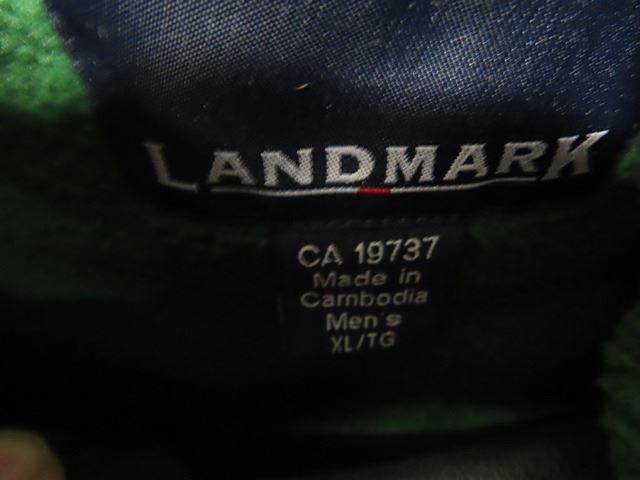 LANDMARK
CA 19737
Made in
Cambodia
Men's
XL/TG